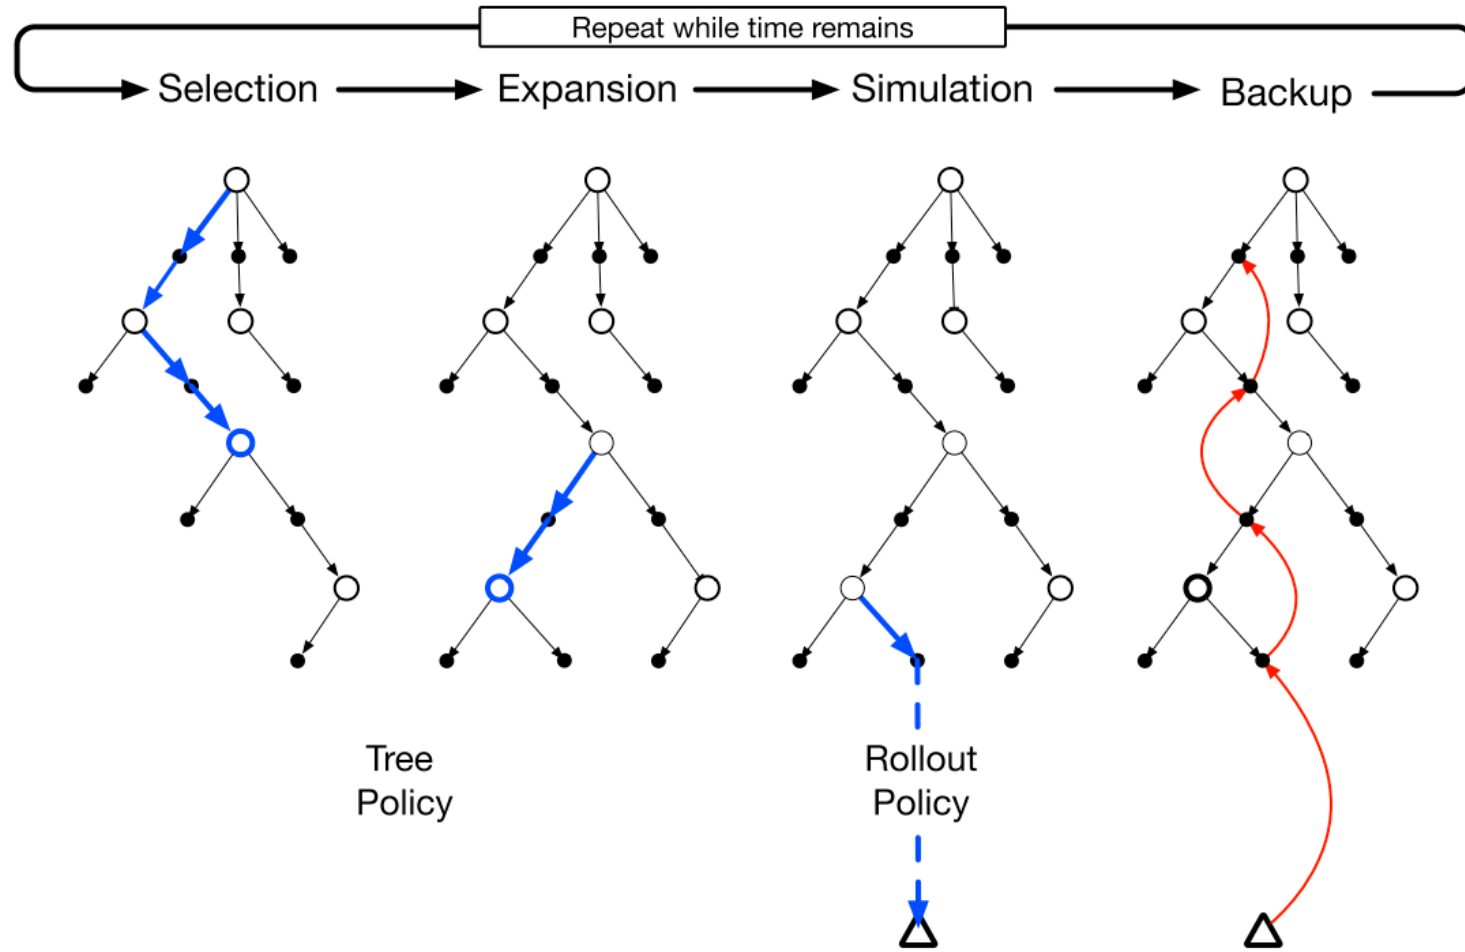 Repeat while time remains
Selection
Expansion
Simulation
Backup
Tree
Policy
Rollout
Policy